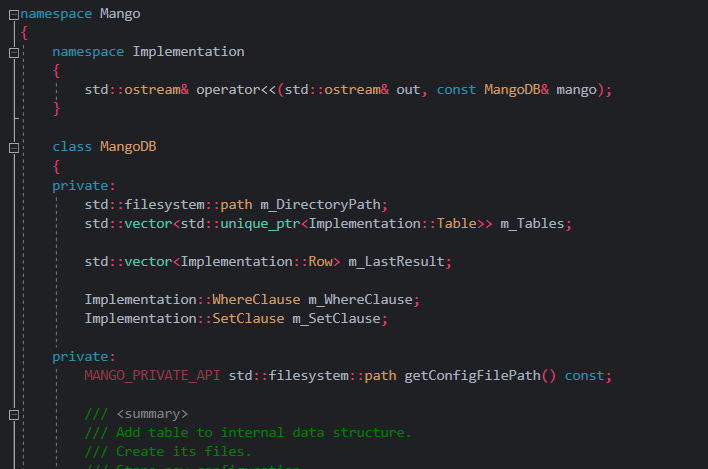 namespace Mango
{
namespace Implementation
{
std::ostream& operator<<(std::ostream& out, const MangoDB& mango);
}
class MangoDB
{
private:
std::filesystem::path m_DirectoryPath;
std::vector<std::unique_ptr<Implementation::Table>> m_Tables;
std::vector<Implementation::Row> m_LastResult;
Implementation::WhereClause m_WhereClause;
Implementation::SetClause m_SetClause;
private:
MANGO_PRIVATE_API std::filesystem::path getConfigFilePath() const;
/// <summary>
/// Add table to internal data structure.
/// Create its files.